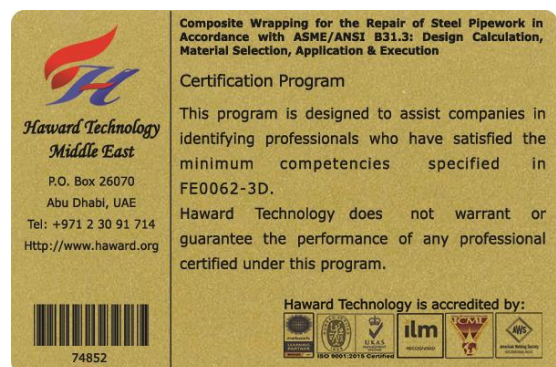 Haward Technology
Middle East
P.O. Box 26070
Abu Dhabi, UAE
Tel: +971 2 30 91 714
Http://www.haward.org
74852
Composite Wrapping for the Repair of Steel Pipework in
Accordance with ASME/ANSI B31.3: Design Calculation,
Material Selection, Application & Execution
Certification Program
This program is designed to assist companies in
identifying professionals who have satisfied the
minimum competencies specified in
FE0062-3D.
Haward Technology does not warrant or
guarantee the performance of any professional
certified under this program.
Haward Technology is accredited by:
UKAS
ilm
AWS
ISO 9001:2015 Certified